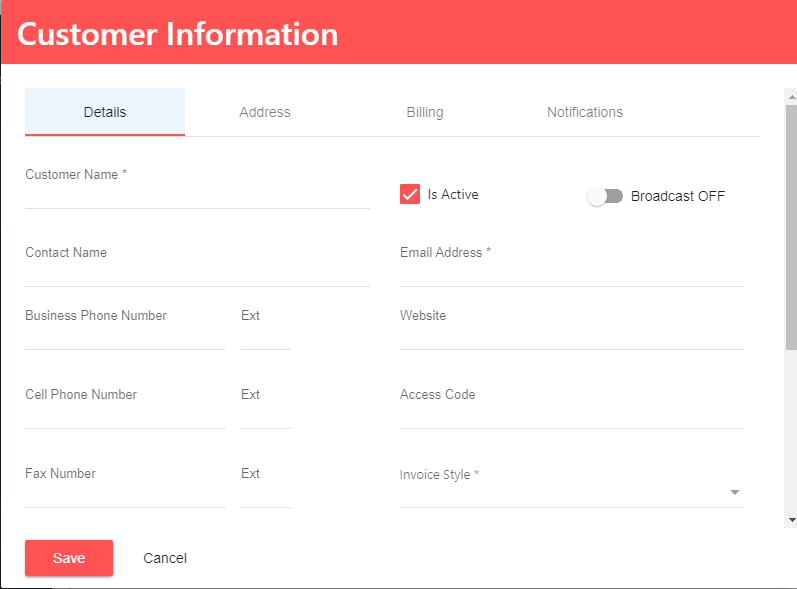 Customer Information
Details Address Billing Notifications
Customer Name *
Is Active Broadcast OFF
Contact Name Email Address *
Business Phone Number Ext Website
Cell Phone Number Ext Access Code
Fax Number Ext Invoice Style *
Save Cancel